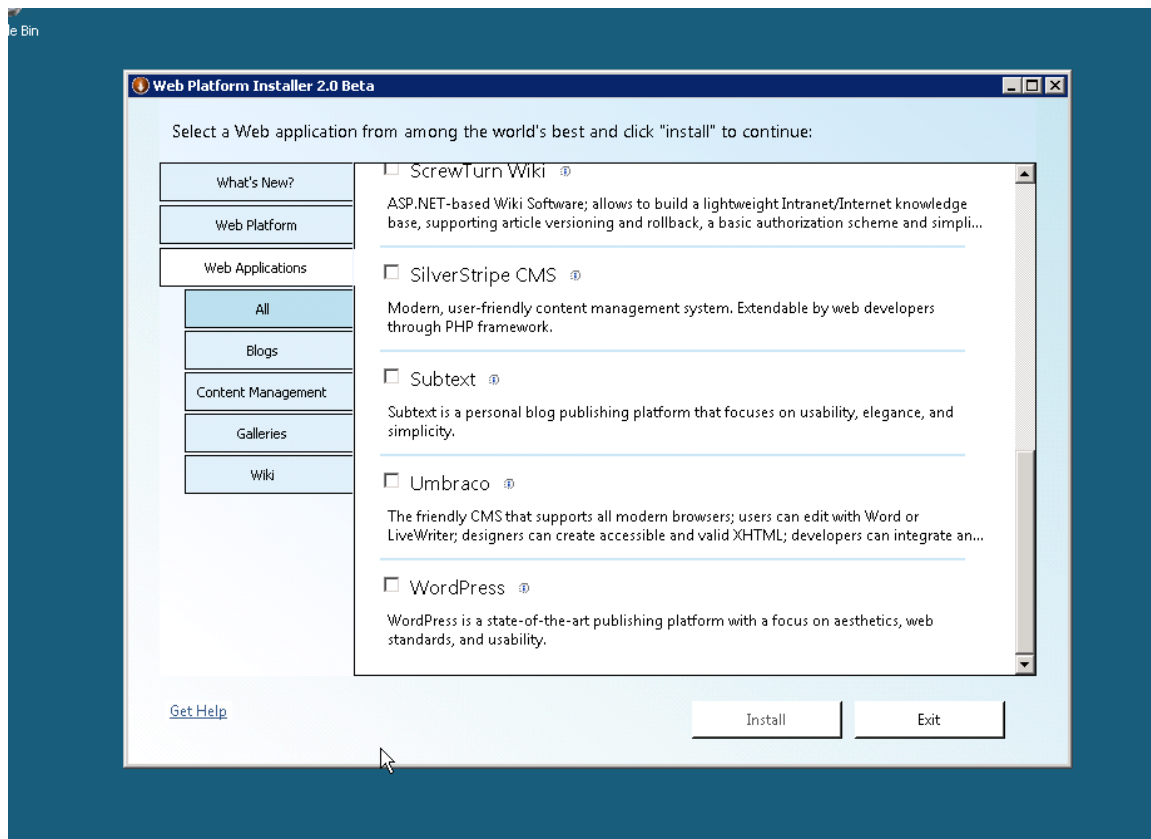 le Bin
Web Platform Installer 2.0 Beta
Select a Web application from among the world's best and click "install" to continue:
What's New?
Web Platform
Web Applications
All
Blogs
Content Management
Galleries
Wiki
ScrewTurn Wiki
ASP.NET-based Wiki Software; allows to build a lightweight Intranet/Internet knowledge
base, supporting article versioning and rollback, a basic authorization scheme and simpli...
SilverStripe CMS
Modern, user-friendly content management system. Extendable by web developers
through PHP framework.
Subtext
Subtext is a personal blog publishing platform that focuses on usability, elegance, and
simplicity.
Umbraco
The friendly CMS that supports all modern browsers; users can edit with Word or
LiveWriter; designers can create accessible and valid XHTML; developers can integrate an...
WordPress
WordPress is a state-of-the-art publishing platform with a focus on aesthetics, web
standards, and usability.
Get Help
Install
Exit